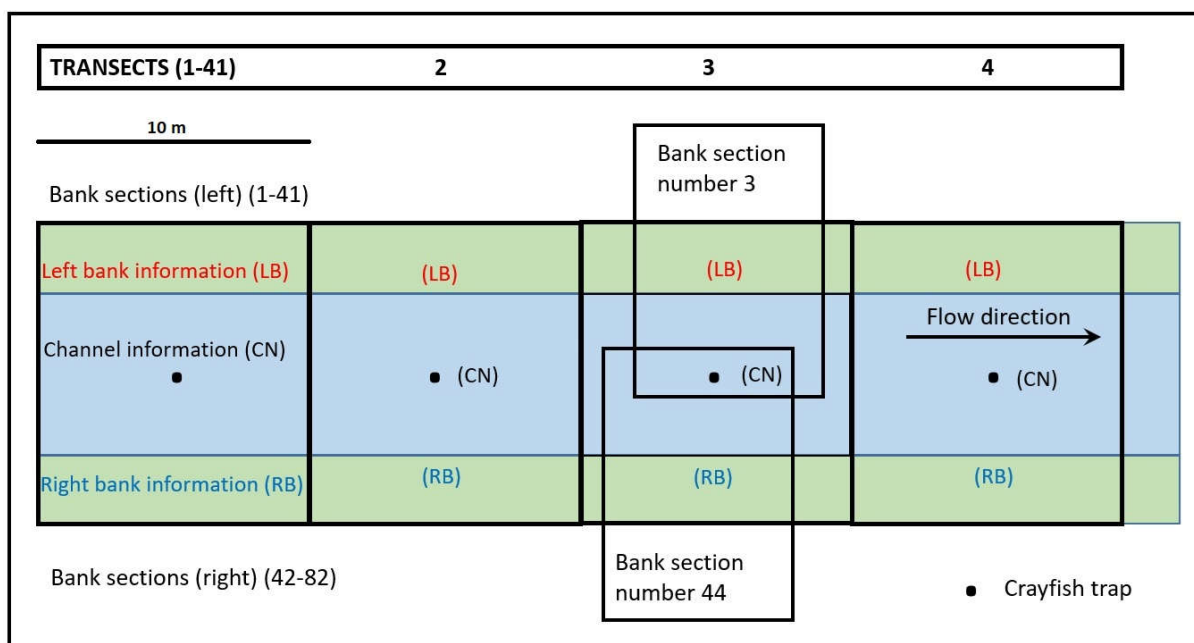 TRANSECTS (1-41) 2 3 4
10 m
Bank section
number 3
Bank sections (left) (1-41)
Left bank information (LB) (LB) (LB) (LB)
Flow direction
Channel information (CN)
(CN) (CN) (CN)
Right bank information (RB) (RB) (RB) (RB)
Bank sections (right) (42-82)
Bank section
number 44
Crayfish trap